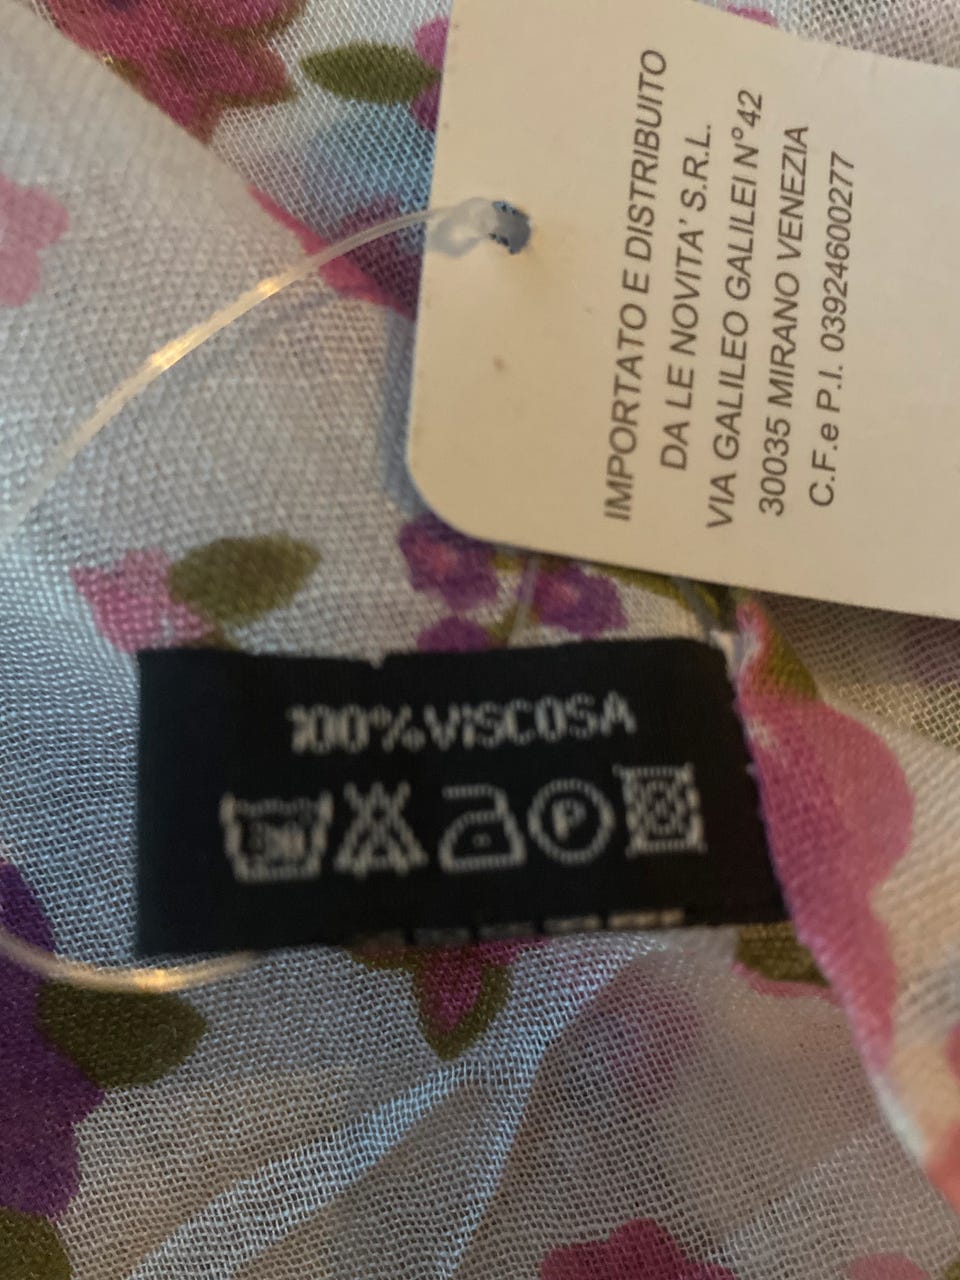 IMPORTATO E DISTRIBUITO
DA LE NOVITA' S.R.L.
VIA GALILEO GALILEI N°42
30035 MIRANO VENEZIA
C.F.e P.I. 03924600277
100%VISCOSA
P